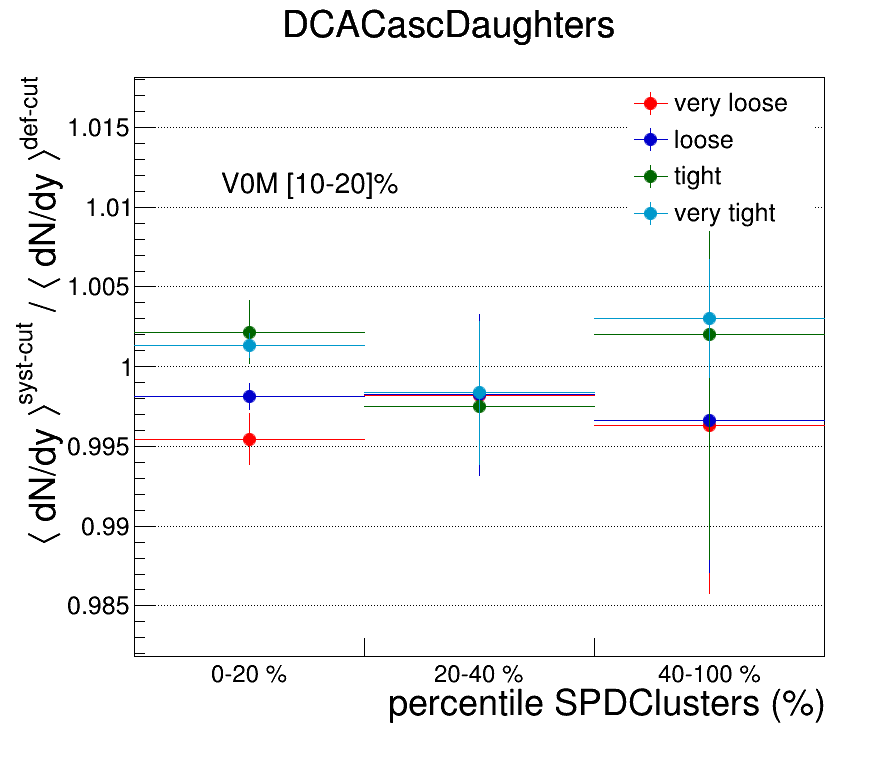 DCACascDaughters
⟨ dN/dy ⟩^syst-cut / ⟨ dN/dy ⟩^def-cut
very loose
loose
tight
very tight
V0M [10-20]%
1.015
1.01
1.005
1
0.995
0.99
0.985
0-20 %
20-40 %
40-100 %
percentile SPDClusters (%)